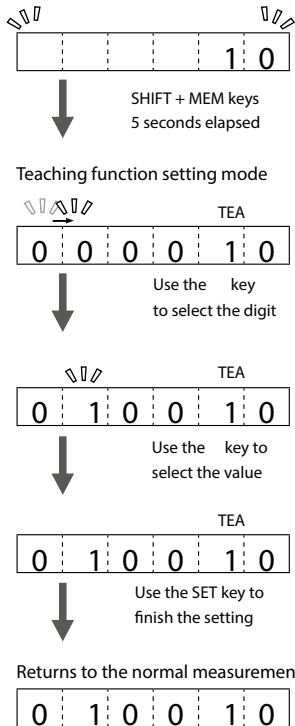 1 0
SHIFT + MEM keys
5 seconds elapsed
Teaching function setting mode
TEA
0 0 0 0 1 0
Use the key
to select the digit
TEA
0 1 0 0 1 0
Use the key to
select the value
TEA
0 1 0 0 1 0
Use the SET key to
finish the setting
Returns to the normal measuremen
0 1 0 0 1 0